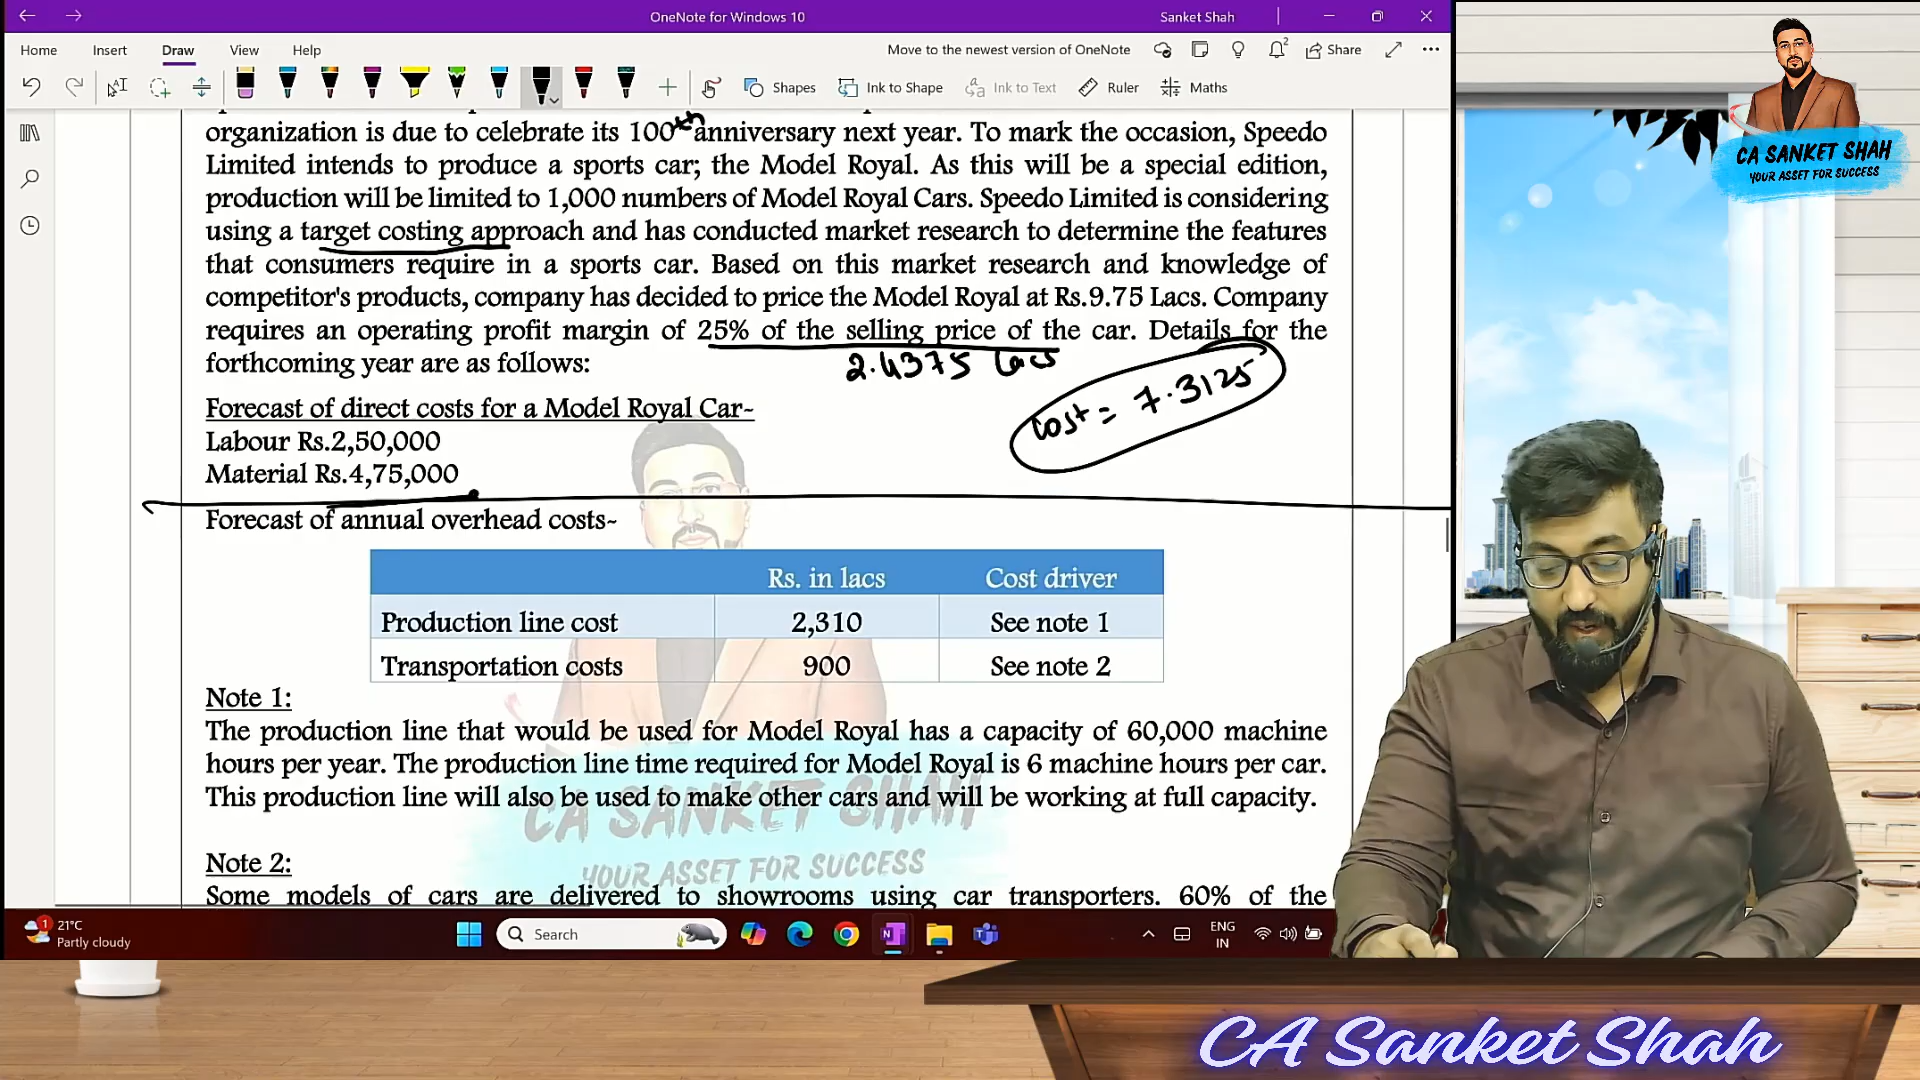 OneNote for Windows 10
Sanket Shah
Home Insert Draw View Help
Move to the newest version of OneNote
2
Share
Shapes
Ink to Shape
Ink to Text
Ruler
Maths
organization is due to celebrate its 100th anniversary next year. To mark the occasion, Speedo
Limited intends to produce a sports car; the Model Royal. As this will be a special edition,
production will be limited to 1,000 numbers of Model Royal Cars. Speedo Limited is considering
using a target costing approach and has conducted market research to determine the features
that consumers require in a sports car. Based on this market research and knowledge of
competitor's products, company has decided to price the Model Royal at Rs.9.75 Lacs. Company
requires an operating profit margin of 25% of the selling price of the car. Details for the
forthcoming year are as follows:
2.4375 lacs
cost = 7.3125
Forecast of direct costs for a Model Royal Car~
Labour Rs.2,50,000
Material Rs.4,75,000
Forecast of annual overhead costs~
Rs. in lacs Cost driver
Production line cost 2,310 See note 1
Transportation costs 900 See note 2
Note 1:
The production line that would be used for Model Royal has a capacity of 60,000 machine
hours per year. The production line time required for Model Royal is 6 machine hours per car.
This production line will also be used to make other cars and will be working at full capacity.
CA SANKET SHAH
YOUR ASSET FOR SUCCESS
Note 2:
Some models of cars are delivered to showrooms using car transporters. 60% of the
1
21°C
Partly cloudy
Search
ENG
IN
CA SANKET SHAH
YOUR ASSET FOR SUCCESS
CA Sanket Shah